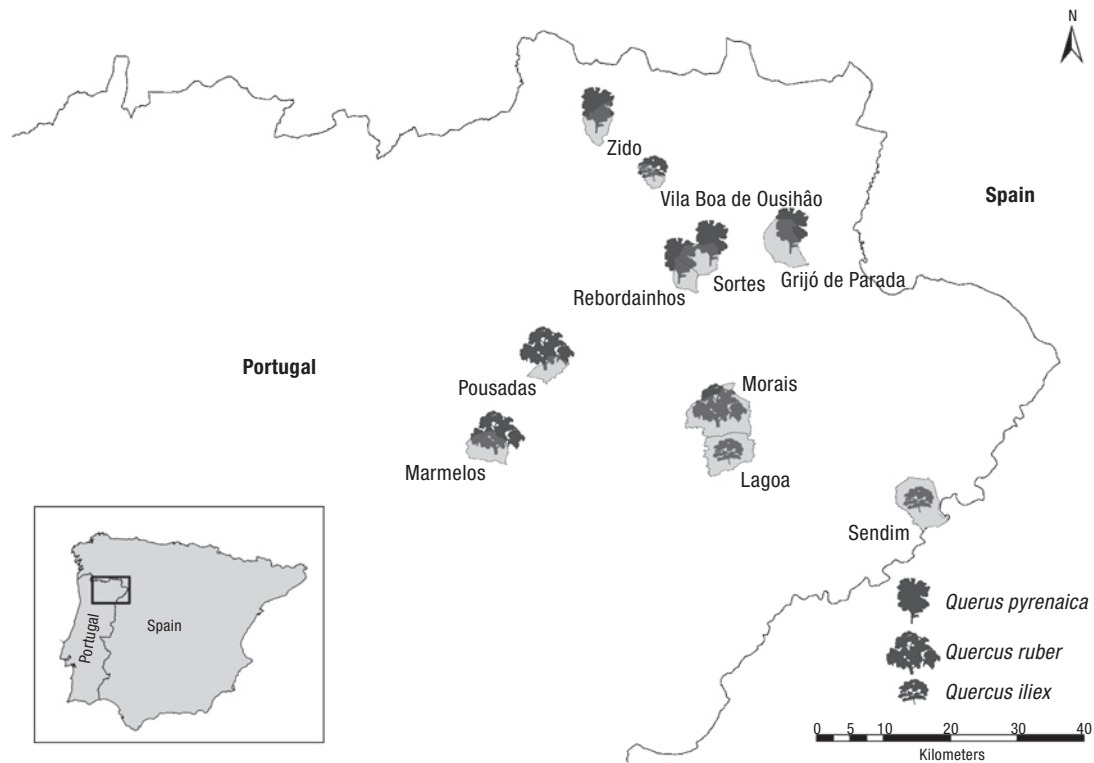 N
Zido
Vila Boa de Ousihâo
Spain
Sortes
Grijó de Parada
Rebordainhos
Portugal
Morais
Pousadas
Marmelos
Lagoa
Sendim
Querus pyrenaica
Portugal
Spain
Quercus ruber
Quercus iliex
0 5 10 20 30 40
Kilometers